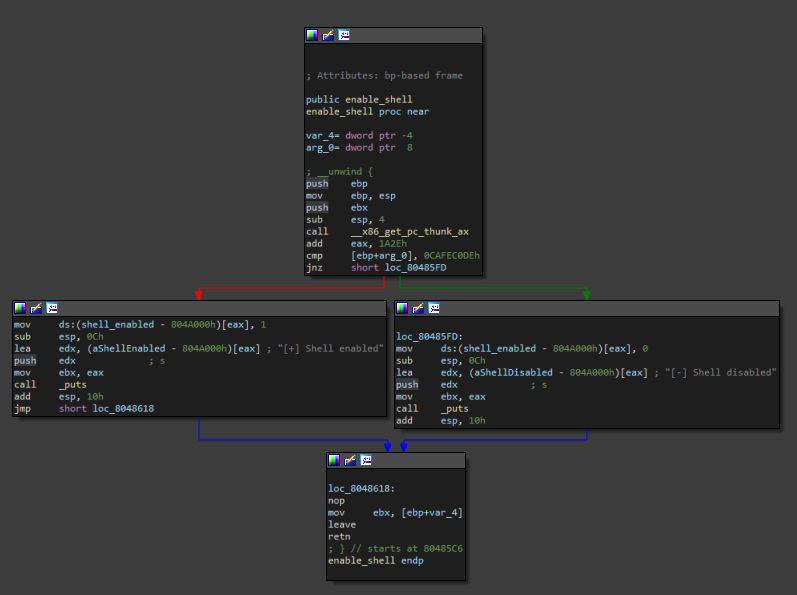 ; Attributes: bp-based frame
public enable_shell
enable_shell proc near
var_4= dword ptr -4
arg_0= dword ptr  8
; __unwind {
push    ebp
mov     ebp, esp
push    ebx
sub     esp, 4
call    __x86_get_pc_thunk_ax
add     eax, 1A2Eh
cmp     [ebp+arg_0], 0CAFEC0DEh
jnz     short loc_80485FD
mov     ds:(shell_enabled - 804A000h)[eax], 1
sub     esp, 0Ch
lea     edx, (aShellEnabled - 804A000h)[eax] ; "[+] Shell enabled"
push    edx             ; s
mov     ebx, eax
call    _puts
add     esp, 10h
jmp     short loc_8048618
loc_80485FD:
mov     ds:(shell_enabled - 804A000h)[eax], 0
sub     esp, 0Ch
lea     edx, (aShellDisabled - 804A000h)[eax] ; "[-] Shell disabled"
push    edx             ; s
mov     ebx, eax
call    _puts
add     esp, 10h
loc_8048618:
nop
mov     ebx, [ebp+var_4]
leave
retn
; } // starts at 80485C6
enable_shell endp